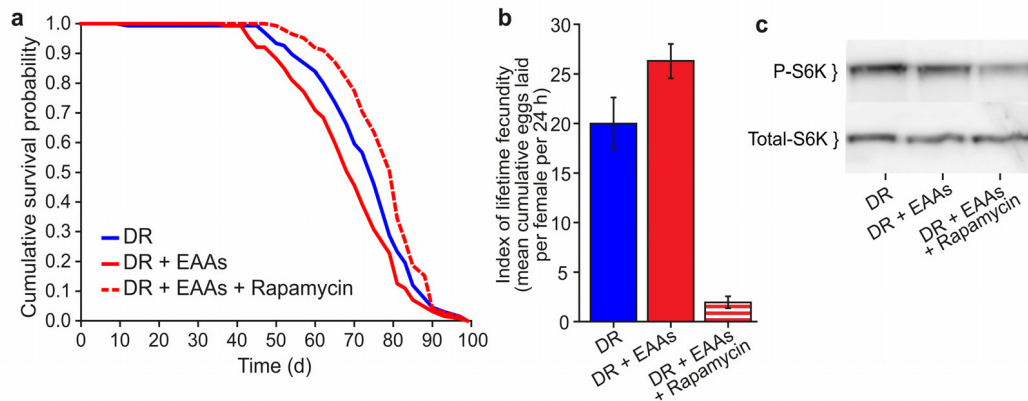 a
Cumulative survival probability
1.0
0.9
0.8
0.7
0.6
0.5
0.4
0.3
0.2
0.1
0.0
DR
DR + EAAs
DR + EAAs + Rapamycin
0 10 20 30 40 50 60 70 80 90 100
Time (d)
b
Index of lifetime fecundity
(mean cumulative eggs laid
per female per 24 h)
30
25
20
15
10
5
0
DR
DR + EAAs
DR + EAAs
+ Rapamycin
c
P-S6K }
Total-S6K }
DR
DR + EAAs
DR + EAAs
+ Rapamycin